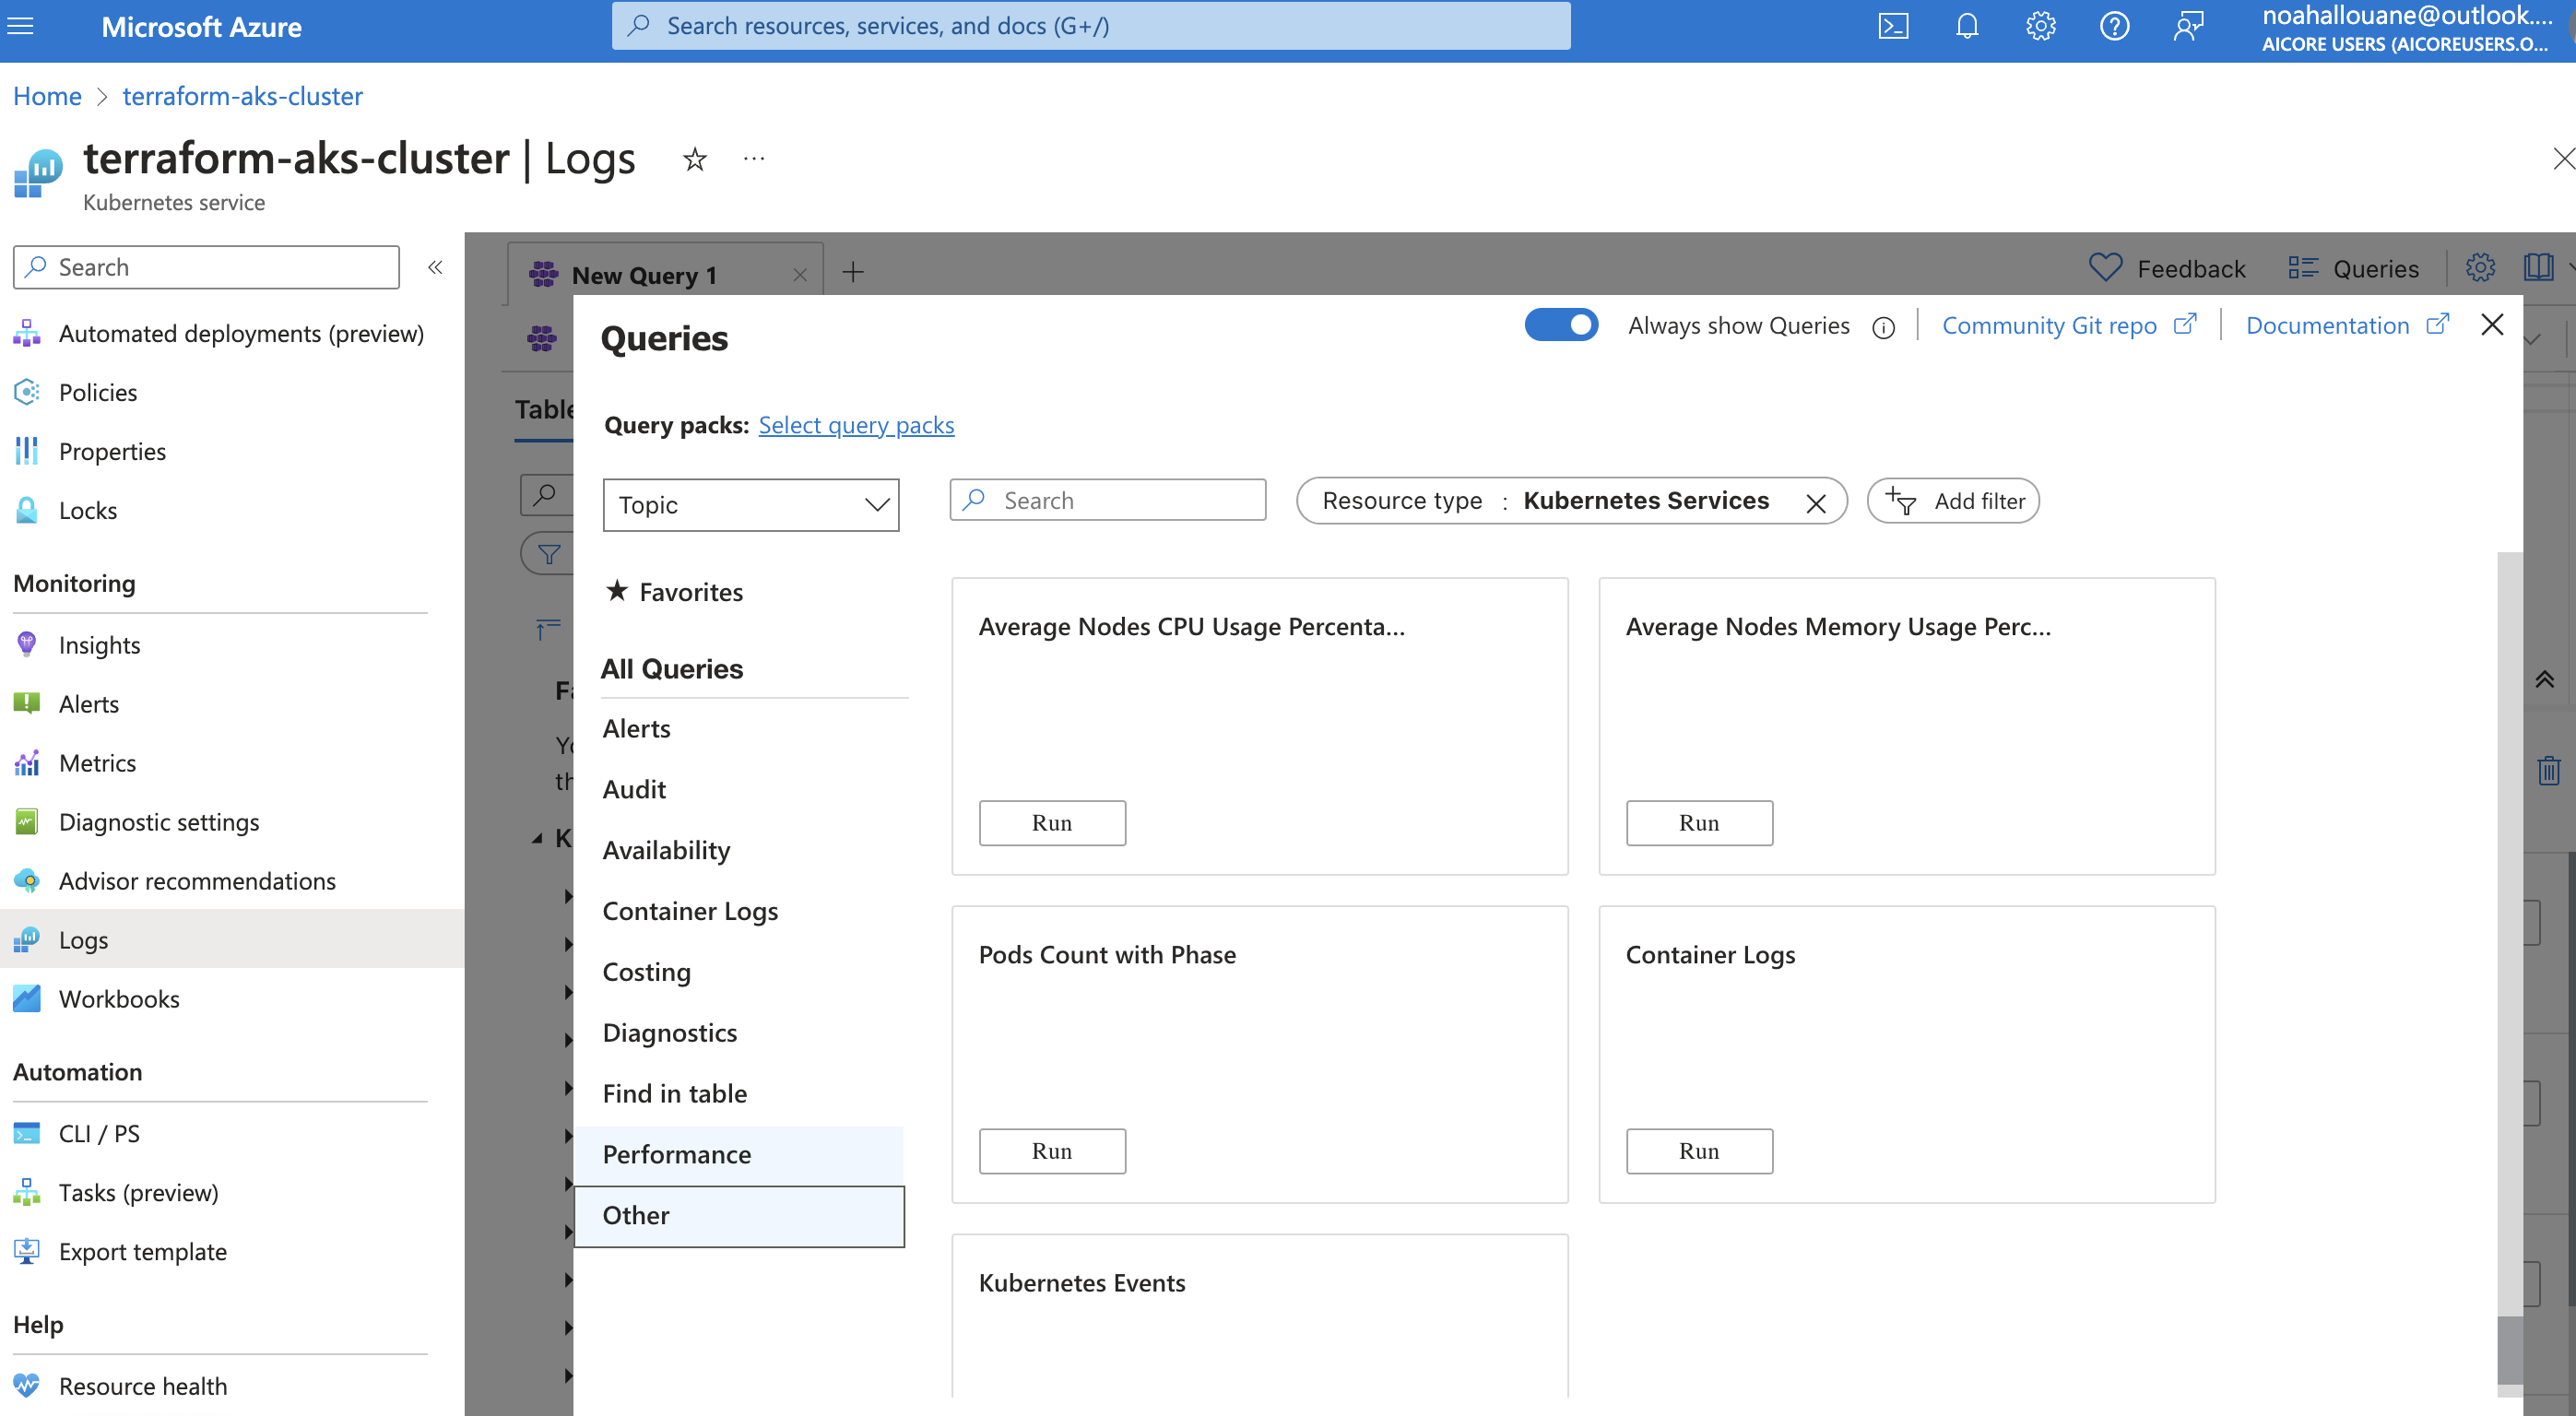 Microsoft Azure
Search resources, services, and docs (G+/)
noahallouane@outlook....
AICORE USERS (AICOREUSERS.O...
Home > terraform-aks-cluster
terraform-aks-cluster | Logs
Kubernetes service
Search
Automated deployments (preview)
Policies
Properties
Locks
Monitoring
Insights
Alerts
Metrics
Diagnostic settings
Advisor recommendations
Logs
Workbooks
Automation
CLI / PS
Tasks (preview)
Export template
Help
Resource health
New Query 1
Feedback
Queries
Queries
Always show Queries
Community Git repo
Documentation
Query packs: Select query packs
Topic
Search
Resource type : Kubernetes Services
Add filter
Favorites
All Queries
Alerts
Audit
Availability
Container Logs
Costing
Diagnostics
Find in table
Performance
Other
Average Nodes CPU Usage Percenta...
Run
Average Nodes Memory Usage Perc...
Run
Pods Count with Phase
Run
Container Logs
Run
Kubernetes Events